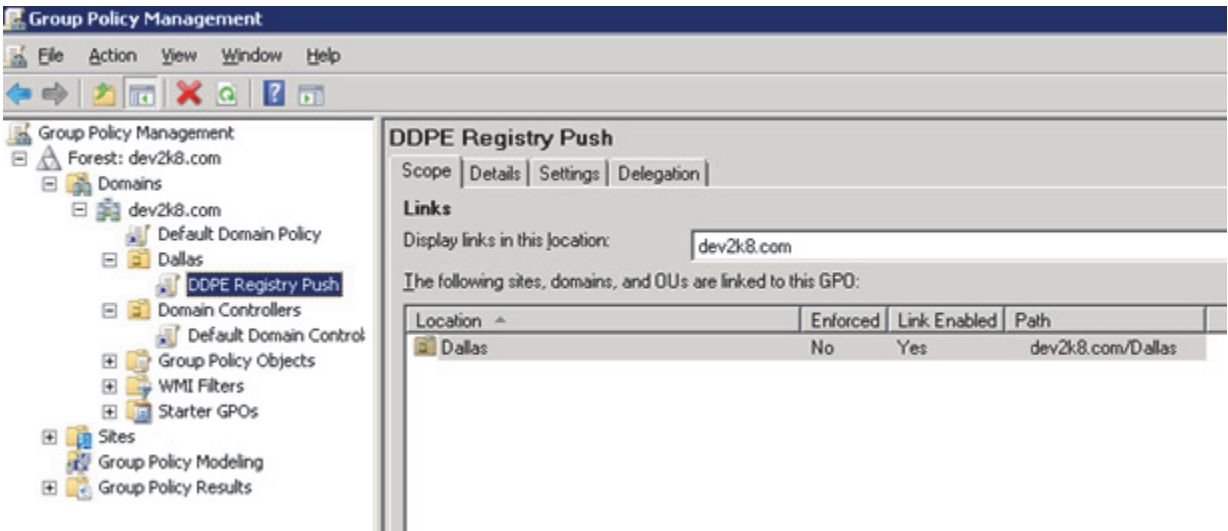 Group Policy Management
File Action View Window Help
Group Policy Management
Forest: dev2k8.com
Domains
dev2k8.com
Default Domain Policy
Dallas
DDPE Registry Push
Domain Controllers
Default Domain Control
Group Policy Objects
WMI Filters
Starter GPOs
Sites
Group Policy Modeling
Group Policy Results
DDPE Registry Push
Scope Details Settings Delegation
Links
Display links in this location: dev2k8.com
The following sites, domains, and OUs are linked to this GPO:
Location Enforced Link Enabled Path
Dallas No Yes dev2k8.com/Dallas